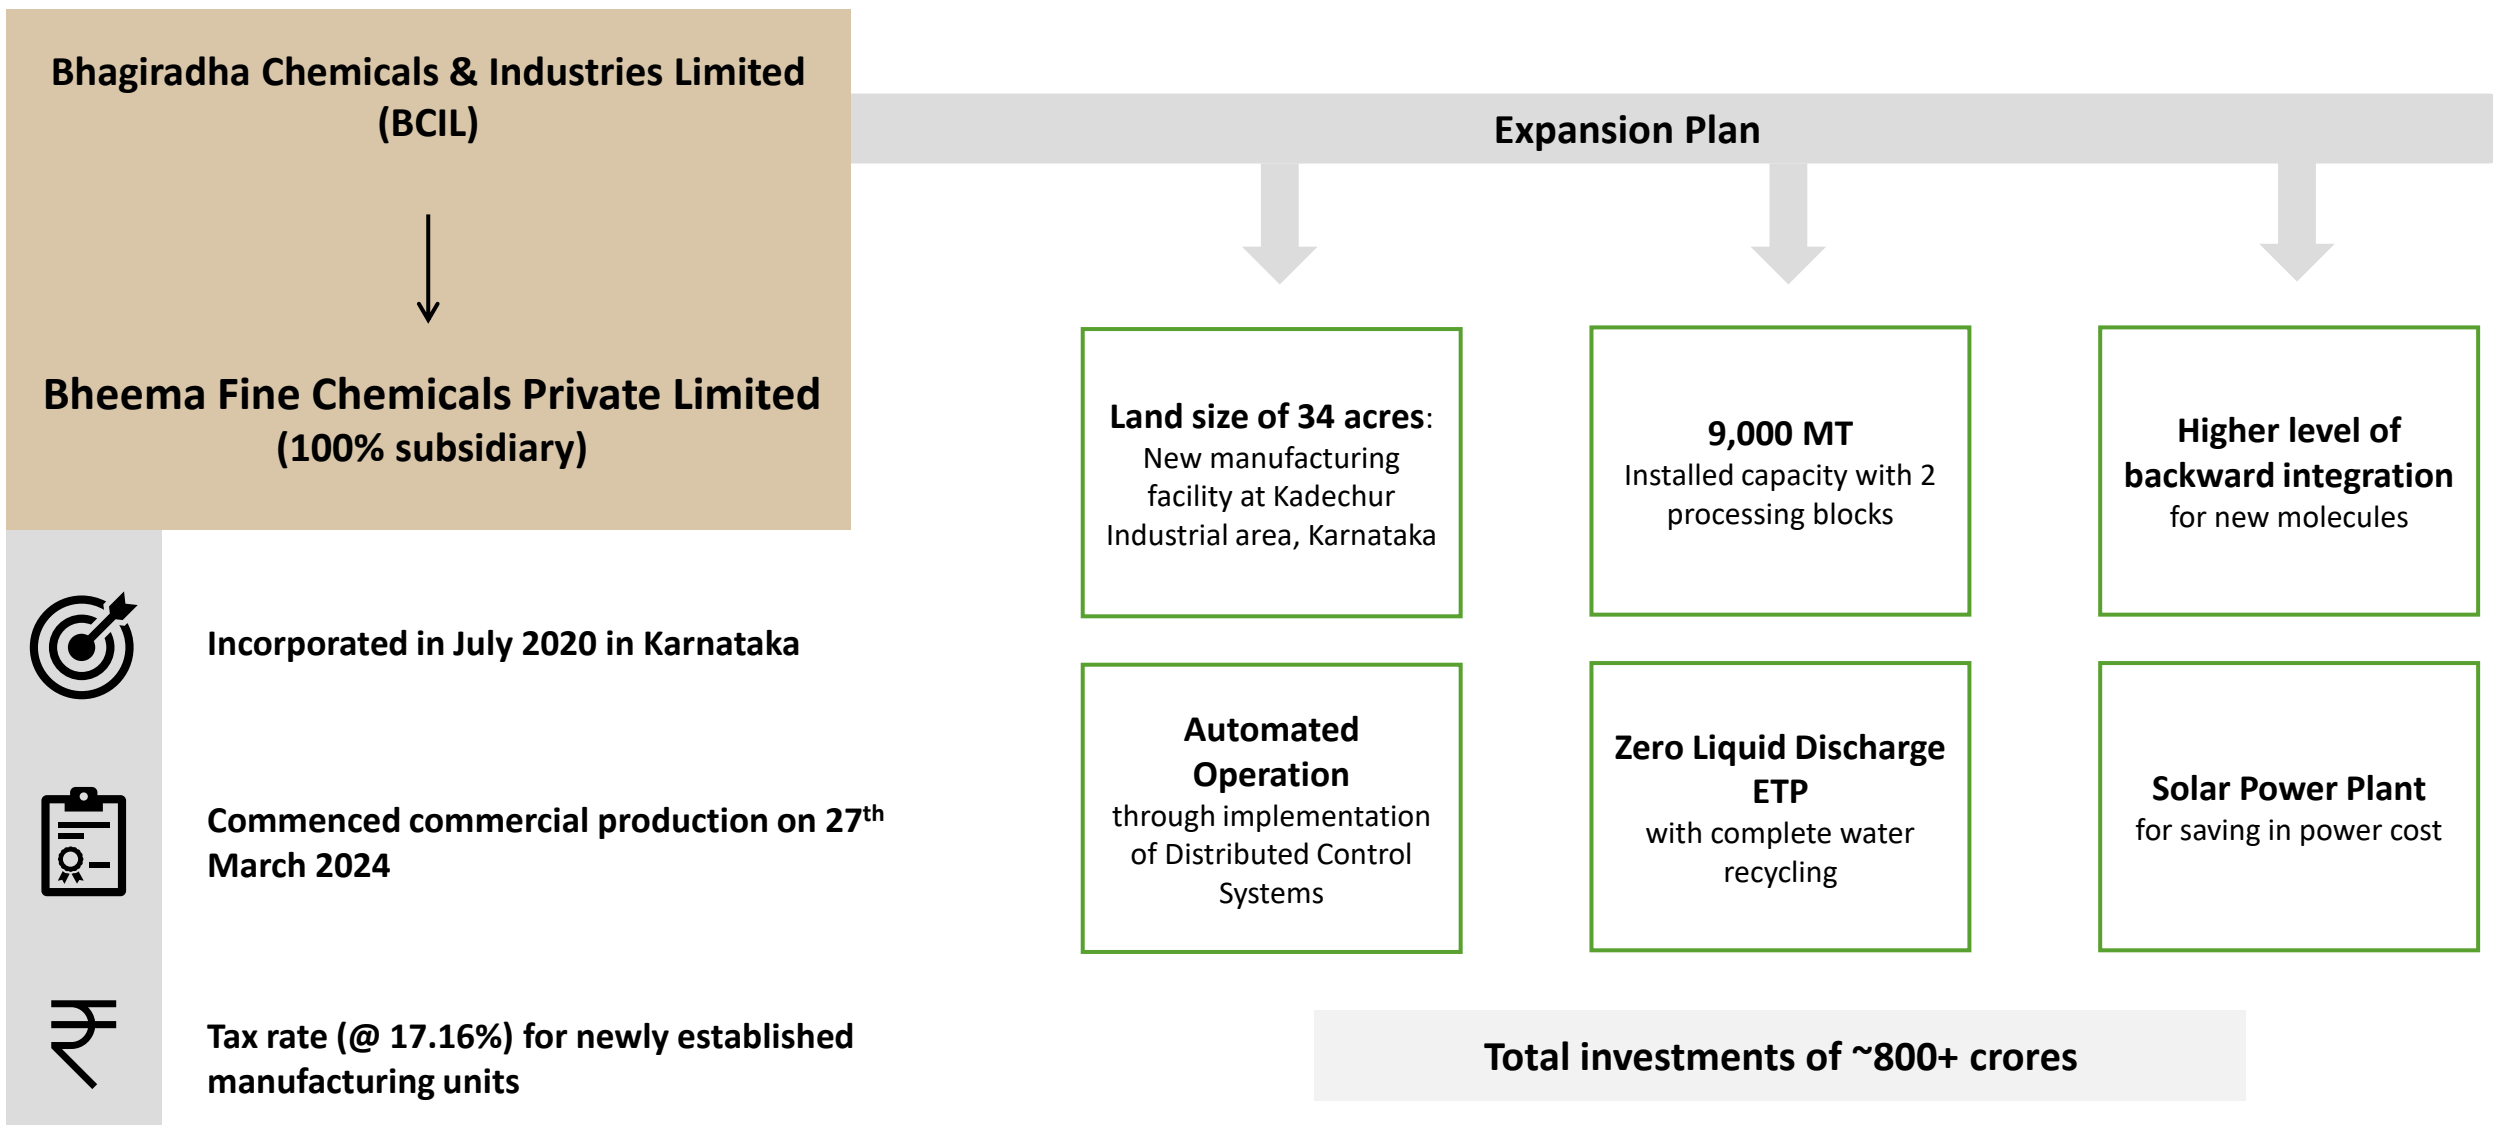 Bhagiradha Chemicals & Industries Limited
(BCIL)
Bheema Fine Chemicals Private Limited
(100% subsidiary)
Incorporated in July 2020 in Karnataka
Commenced commercial production on 27th
March 2024
₹
Tax rate (@ 17.16%) for newly established
manufacturing units
Expansion Plan
Land size of 34 acres:
New manufacturing
facility at Kadechur
Industrial area, Karnataka
9,000 MT
Installed capacity with 2
processing blocks
Higher level of
backward integration
for new molecules
Automated
Operation
through implementation
of Distributed Control
Systems
Zero Liquid Discharge
ETP
with complete water
recycling
Solar Power Plant
for saving in power cost
Total investments of ~800+ crores